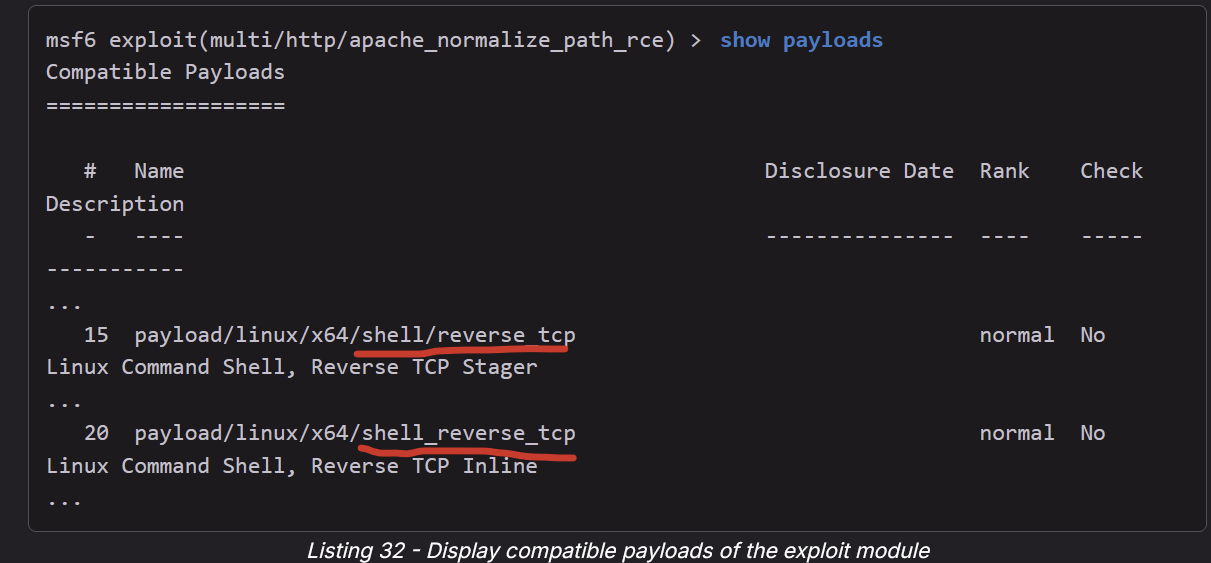 msf6 exploit(multi/http/apache_normalize_path_rce) > show payloads
Compatible Payloads
===================
#   Name   Disclosure Date  Rank    Check
Description
-   ----   ---------------  ----    -----
-----------
...
15  payload/linux/x64/shell/reverse_tcp   normal  No
Linux Command Shell, Reverse TCP Stager
...
20  payload/linux/x64/shell_reverse_tcp   normal  No
Linux Command Shell, Reverse TCP Inline
...
Listing 32 - Display compatible payloads of the exploit module